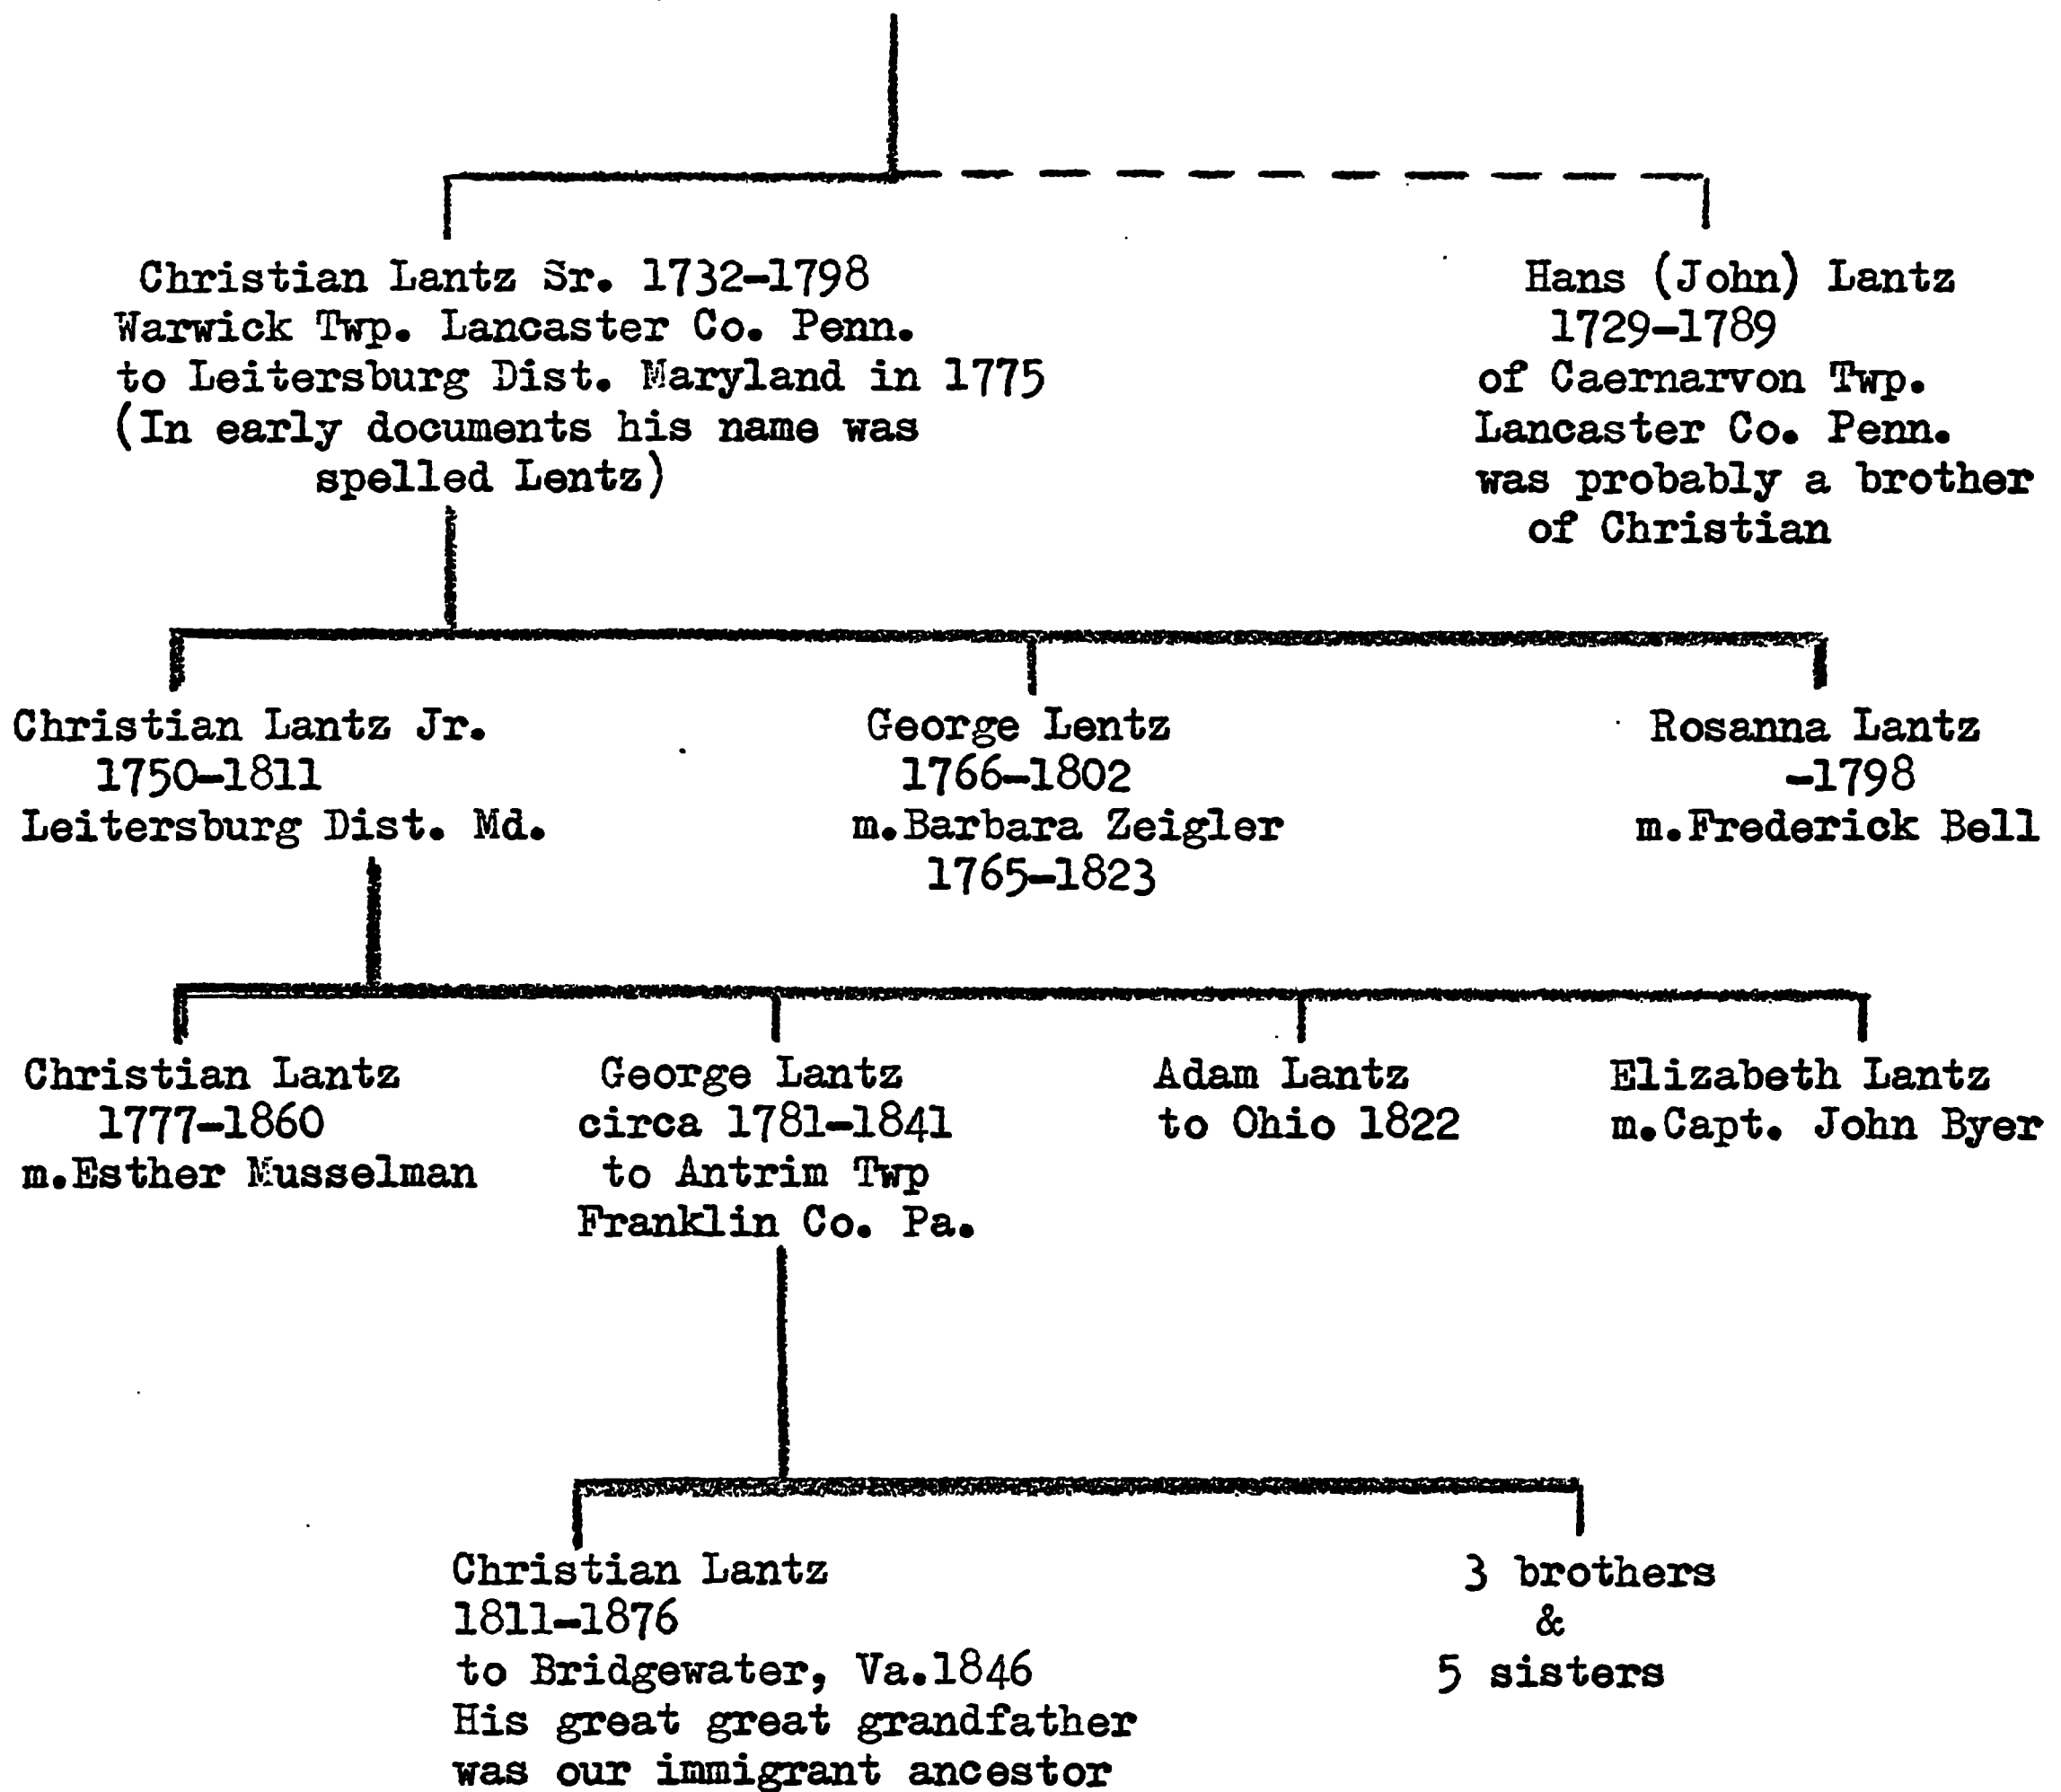 Christian Lantz Sr. 1732-1798
Warwick Twp. Lancaster Co. Penn.
to Leitersburg Dist. Maryland in 1775
(In early documents his name was
spelled Lentz)
Hans (John) Lantz
1729-1789
of Caernarvon Twp.
Lancaster Co. Penn.
was probably a brother
of Christian
Christian Lantz Jr.
1750-1811
Leitersburg Dist. Md.
George Lentz
1766-1802
m.Barbara Zeigler
1765-1823
Rosanna Lantz
-1798
m.Frederick Bell
Christian Lantz
1777-1860
m.Esther Musselman
George Lantz
circa 1781-1841
to Antrim Twp
Franklin Co. Pa.
Adam Lantz
to Ohio 1822
Elizabeth Lantz
m.Capt. John Byer
Christian Lantz
1811-1876
to Bridgewater, Va.1846
His great great grandfather
was our immigrant ancestor
3 brothers
&
5 sisters